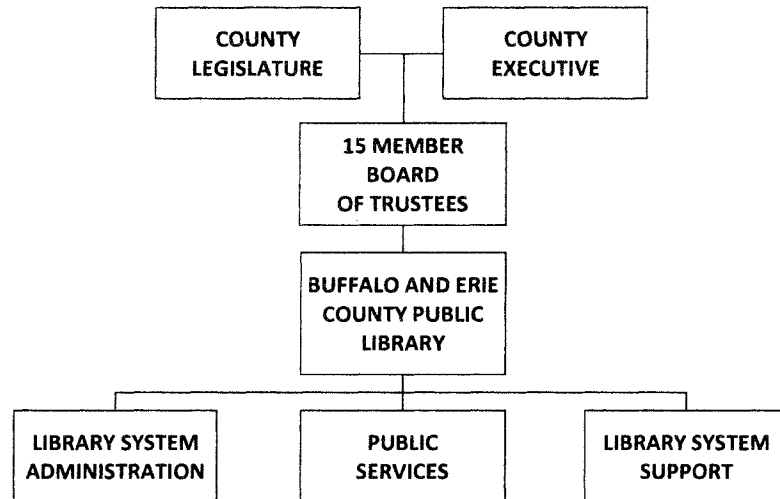 COUNTY
LEGISLATURE
COUNTY
EXECUTIVE
15 MEMBER
BOARD
OF TRUSTEES
BUFFALO AND ERIE
COUNTY PUBLIC
LIBRARY
LIBRARY SYSTEM
ADMINISTRATION
PUBLIC
SERVICES
LIBRARY SYSTEM
SUPPORT